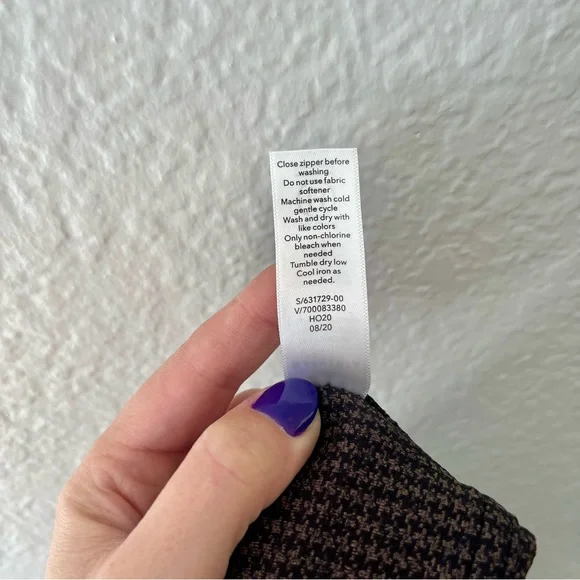 Close zipper before
washing
Do not use fabric
softener
Machine wash cold
gentle cycle
Wash and dry with
like colors
Only non-chlorine
bleach when
needed
Tumble dry low
Cool iron as
needed.
S/631729-00
V/700083380
HO20
08/20